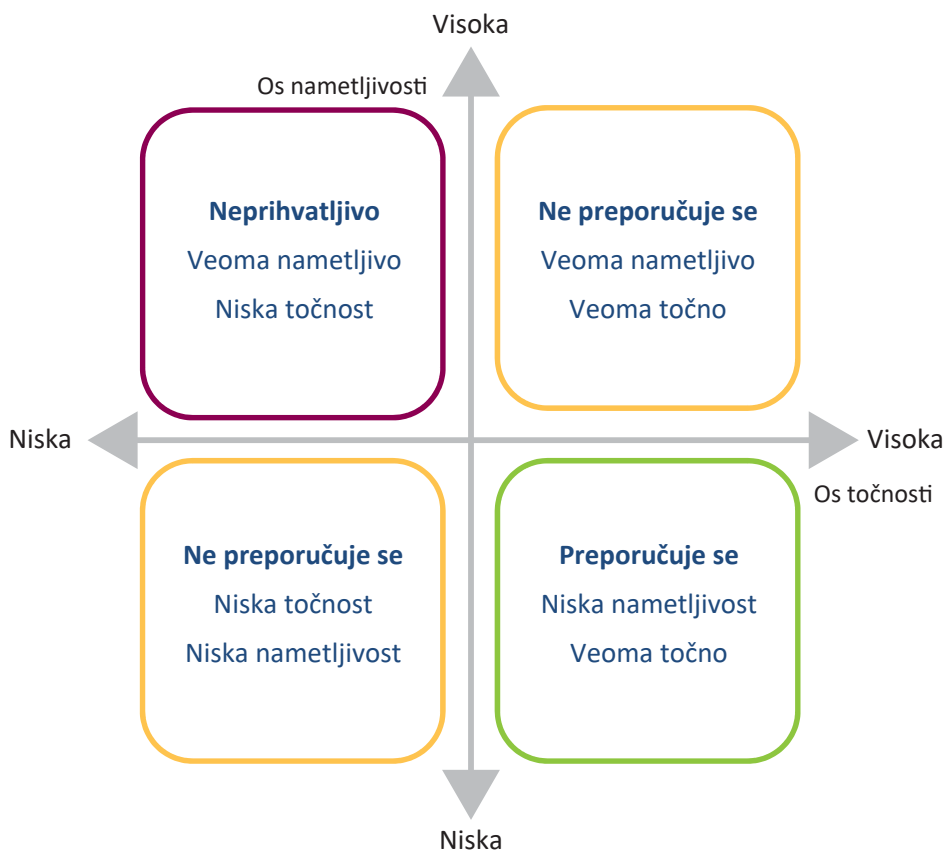 Visoka
Os nametljivosti
Neprihvatljivo
Veoma nametljivo
Niska točnost
Ne preporučuje se
Veoma nametljivo
Veoma točno
Niska
Visoka
Os točnosti
Ne preporučuje se
Niska točnost
Niska nametljivost
Preporučuje se
Niska nametljivost
Veoma točno
Niska